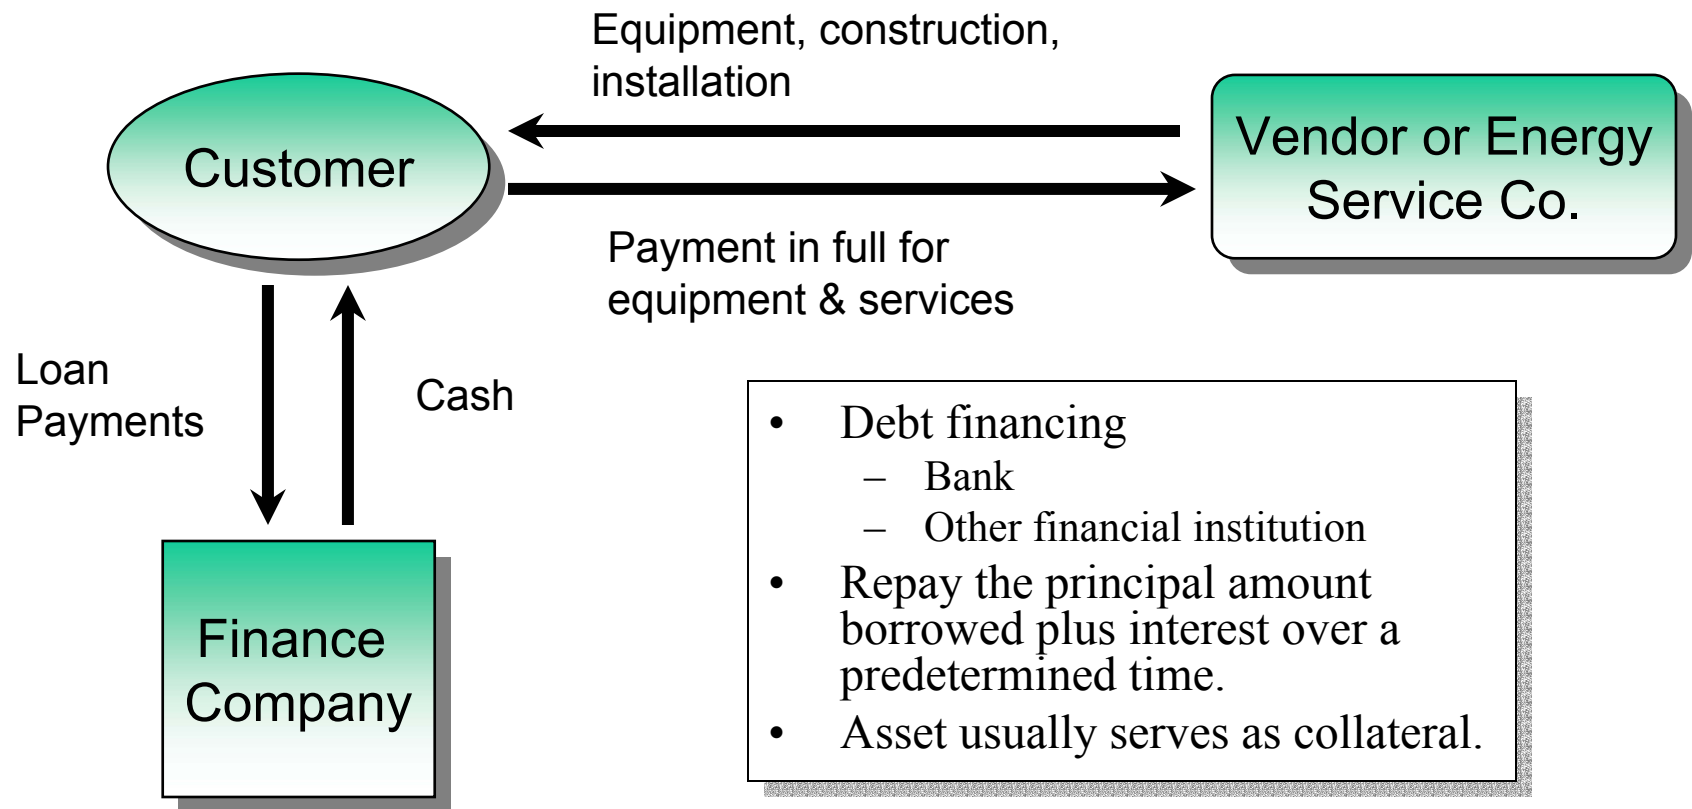 Equipment, construction,
installation
Customer
Vendor or Energy
Service Co.
Payment in full for
equipment & services
Loan
Payments
Cash
Finance
Company
• Debt financing
– Bank
– Other financial institution
• Repay the principal amount
borrowed plus interest over a
predetermined time.
• Asset usually serves as collateral.